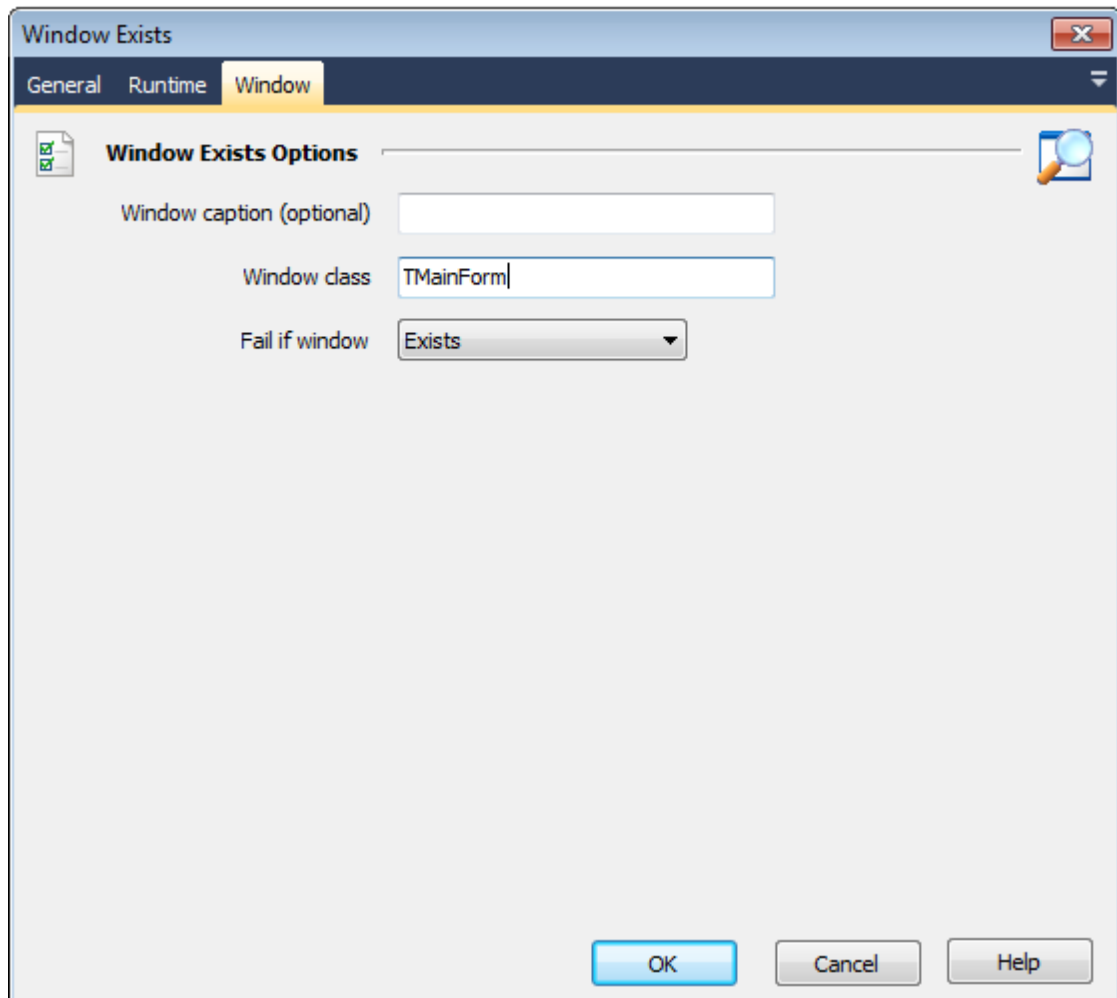 Window Exists
General Runtime Window
Window Exists Options
Window caption (optional)
Window class TMainForm
Fail if window Exists
OK Cancel Help